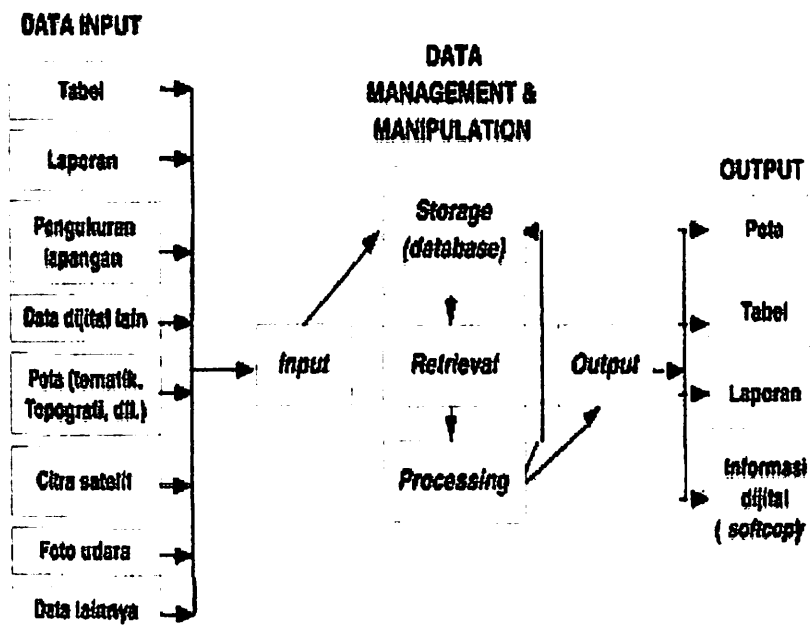 DATA INPUT
Tabel
Laporan
Pengukuran
lapangan
Data dijital lain
Peta (tematik,
Topografi, dll.)
Citra satelit
Foto udara
Data lainnya
Input
DATA
MANAGEMENT &
MANIPULATION
Storage
(database)
Retrieval
Processing
Output
OUTPUT
Peta
Tabel
Laporan
Informasi
dijital
( softcopy